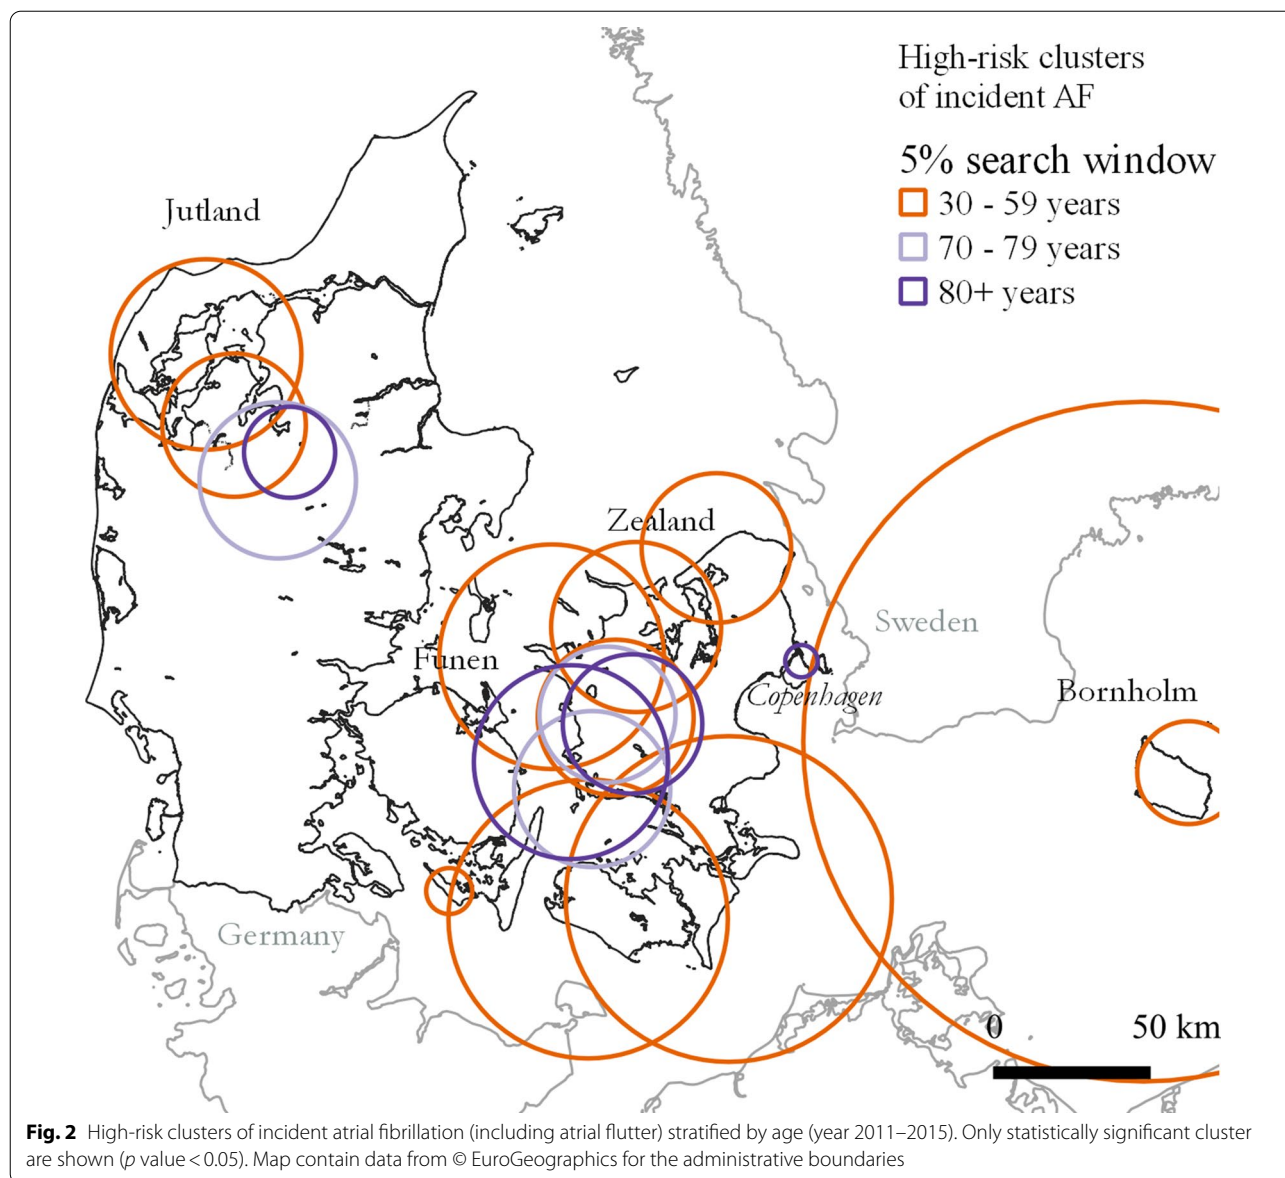 High-risk clusters
of incident AF
5% search window
30 - 59 years
70 - 79 years
80+ years
Jutland
Zealand
Sweden
Funen
Copenhagen
Bornholm
Germany
0 50 km
Fig. 2 High-risk clusters of incident atrial fibrillation (including atrial flutter) stratified by age (year 2011–2015). Only statistically significant cluster
are shown (p value < 0.05). Map contain data from © EuroGeographics for the administrative boundaries